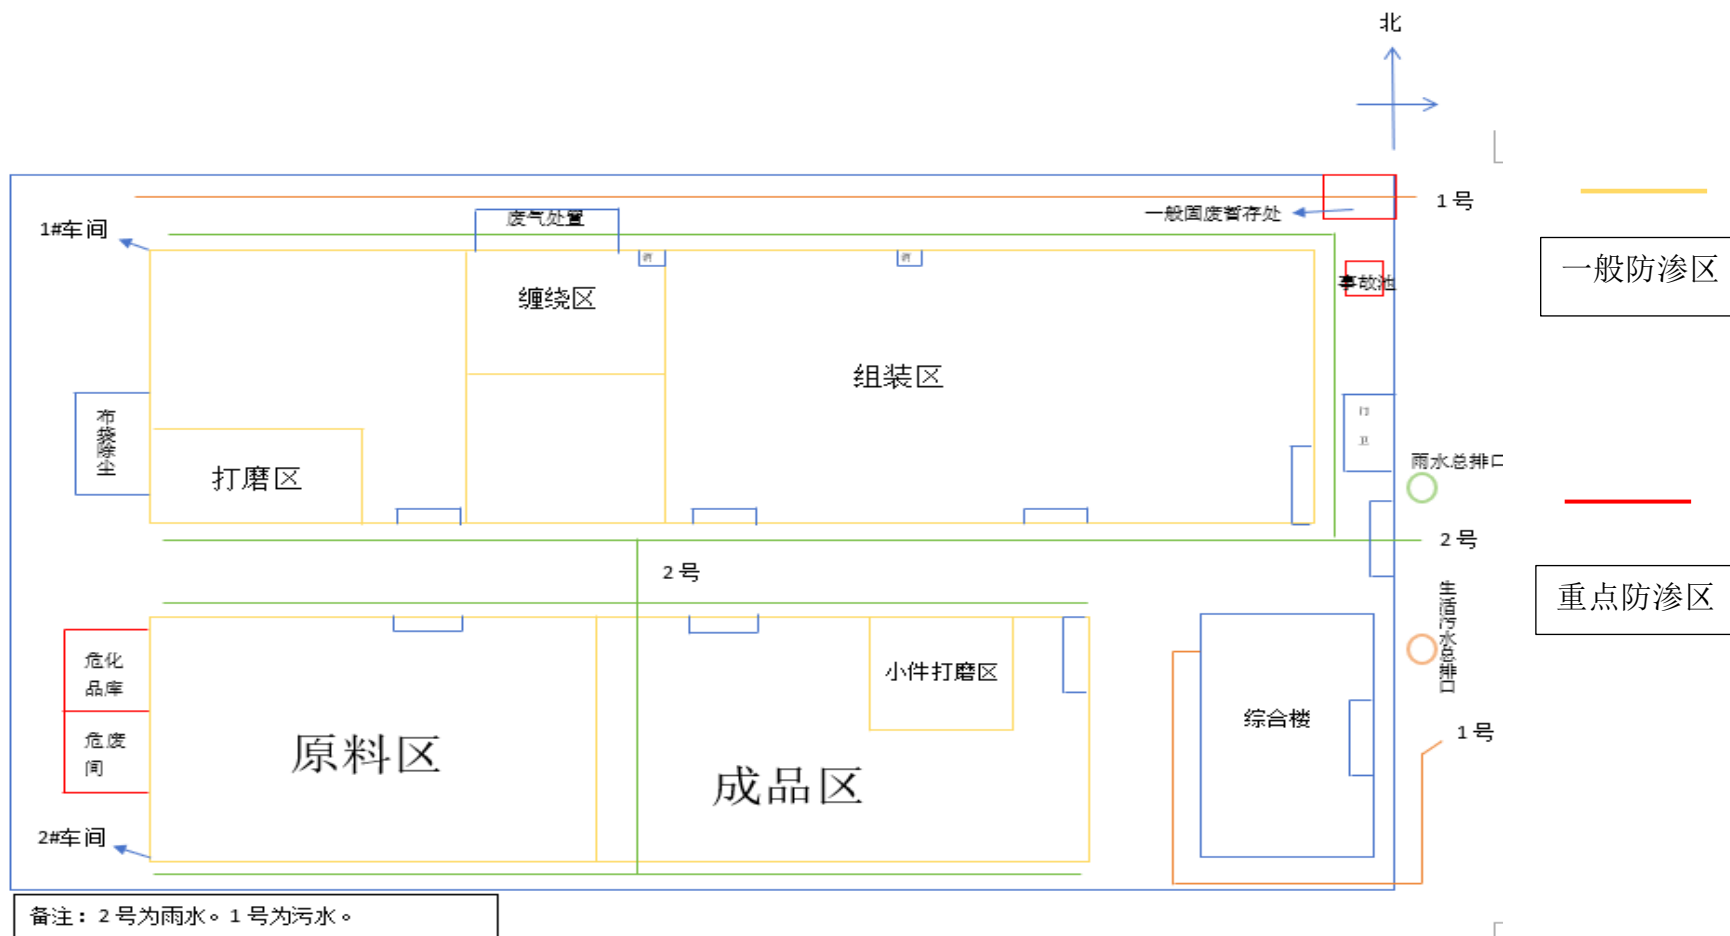 北
1号
一般固废暂存处
废气处置
1#车间
一般防渗区
事故池
消
消
缠绕区
组装区
门
卫
布
袋
除
尘
打磨区
雨水总排口
2号
2号
生活污水总排口
重点防渗区
危化
品库
小件打磨区
综合楼
1号
危废
间
原料区
成品区
2#车间
备注：2号为雨水。1号为污水。